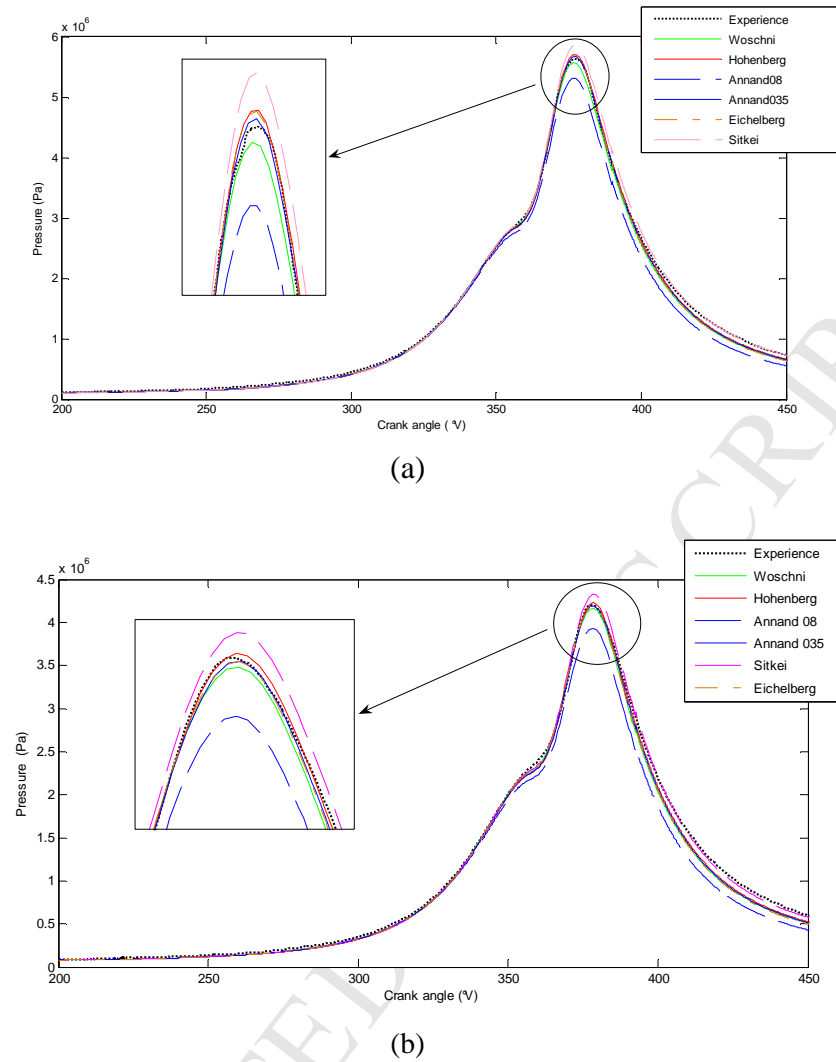 x 10^6
6
5
4
3
2
1
0
Pressure (Pa)
200
250
300
350
400
450
Crank angle ( °V)
Experience
Woschni
Hohenberg
Annand08
Annand035
Eichelberg
Sitkei
(a)
x 10^6
4.5
4
3.5
3
2.5
2
1.5
1
0.5
0
Pressure (Pa)
200
250
300
350
400
450
Crank angle (°V)
Experience
Woschni
Hohenberg
Annand 08
Annand 035
Sitkei
Eichelberg
(b)